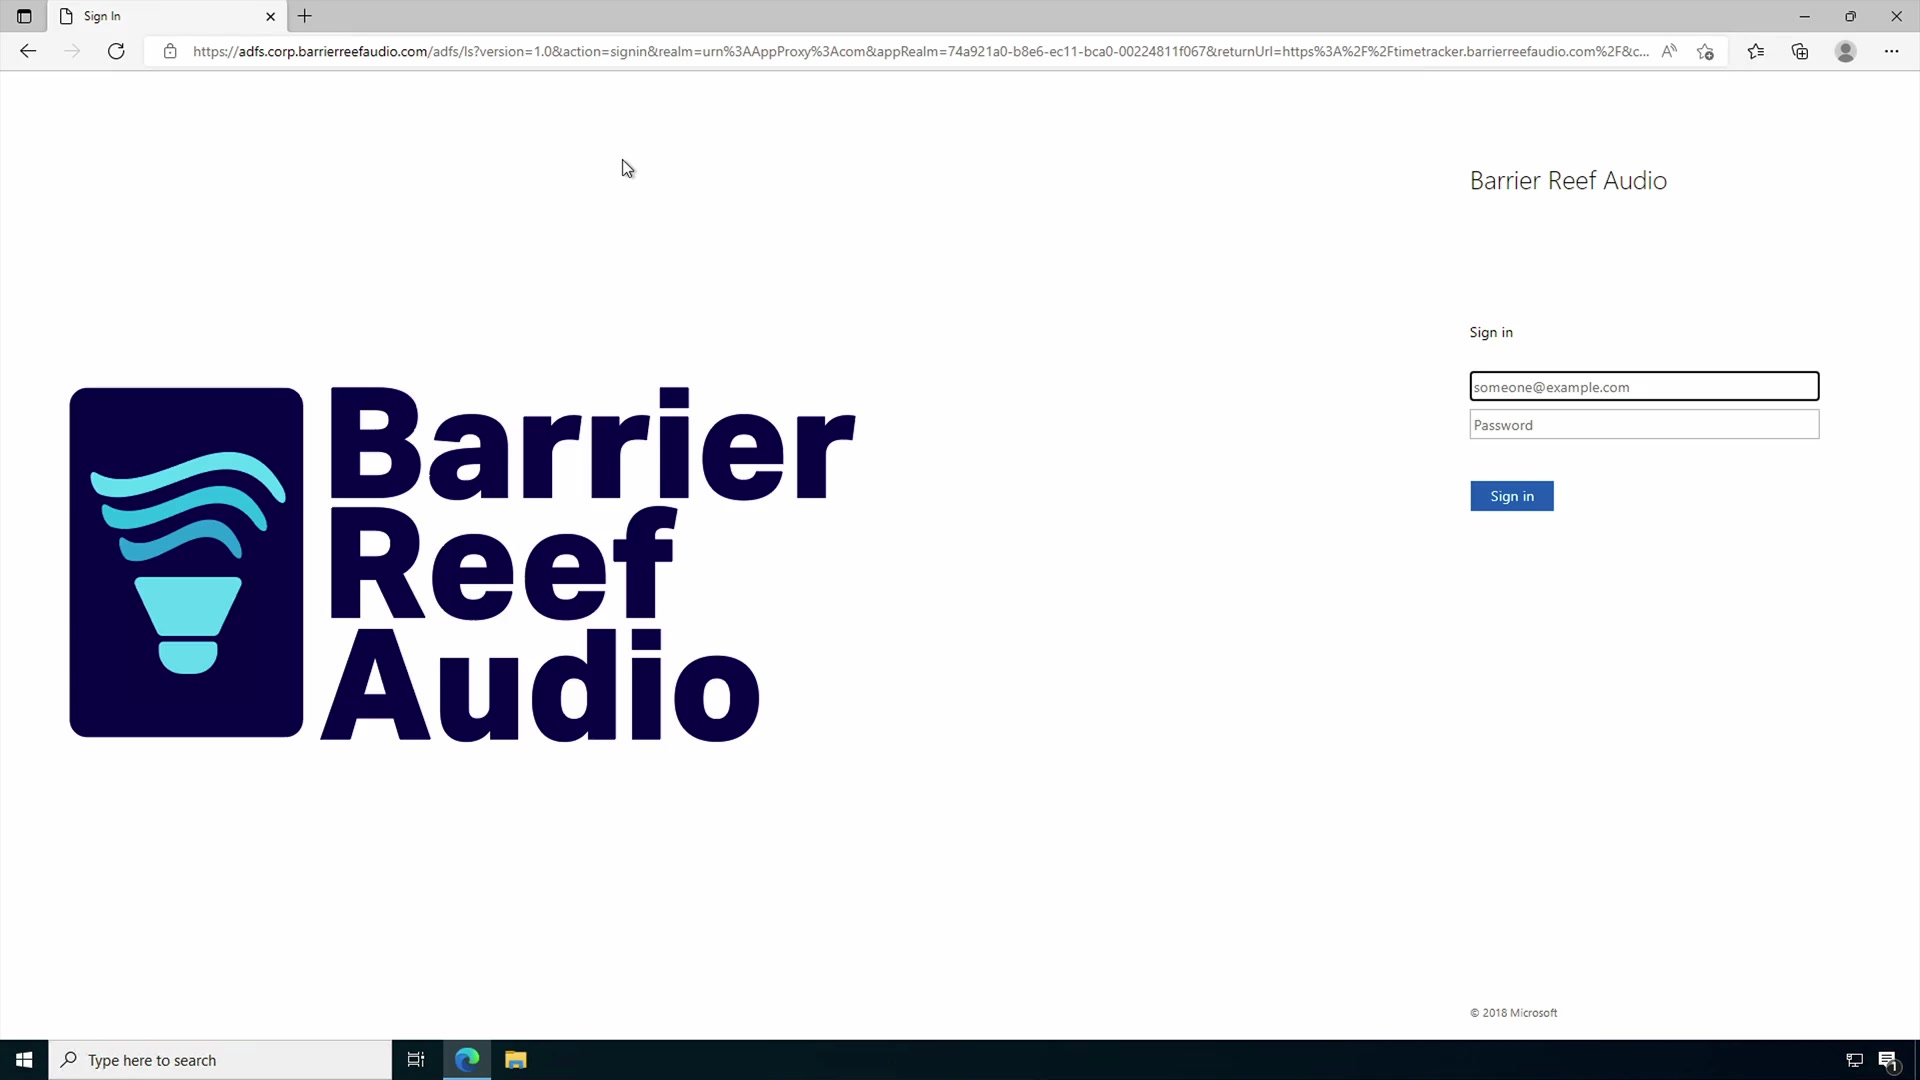 Sign In
https://adfs.corp.barrierreefaudio.com/adfs/ls?version=1.0&action=signin&realm=urn%3AAppProxy%3Acom&appRealm=74a921a0-b8e6-ec11-bca0-00224811f067&returnUrl=https%3A%2F%2Ftimetracker.barrierreefaudio.com%2F&c...
Barrier Reef Audio
Sign in
someone@example.com
Password
Sign in
Barrier
Reef
Audio
© 2018 Microsoft
Type here to search
1